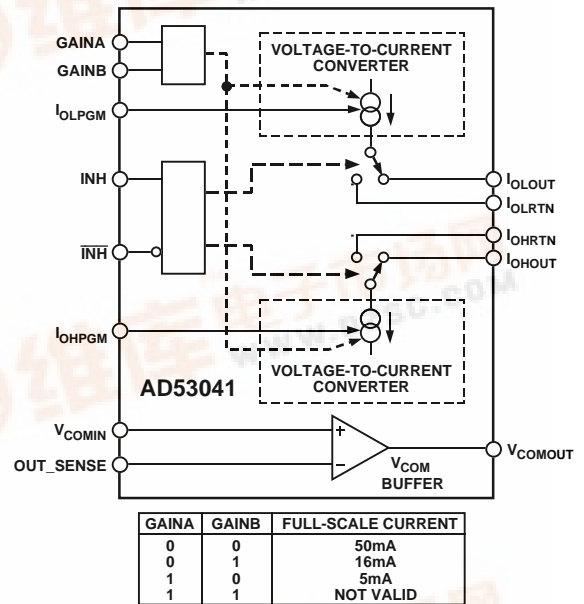 GAINA
GAINB
VOLTAGE-TO-CURRENT
CONVERTER
IOLPGM
INH
IOLOUT
IOLRTN
IOHRTN
INH
IOHOUT
IOHPGM
VOLTAGE-TO-CURRENT
CONVERTER
AD53041
VCOMIN
+
VCOMOUT
OUT_SENSE
−
VCOM
BUFFER
GAINA GAINB FULL-SCALE CURRENT
0 0 50mA
0 1 16mA
1 0 5mA
1 1 NOT VALID